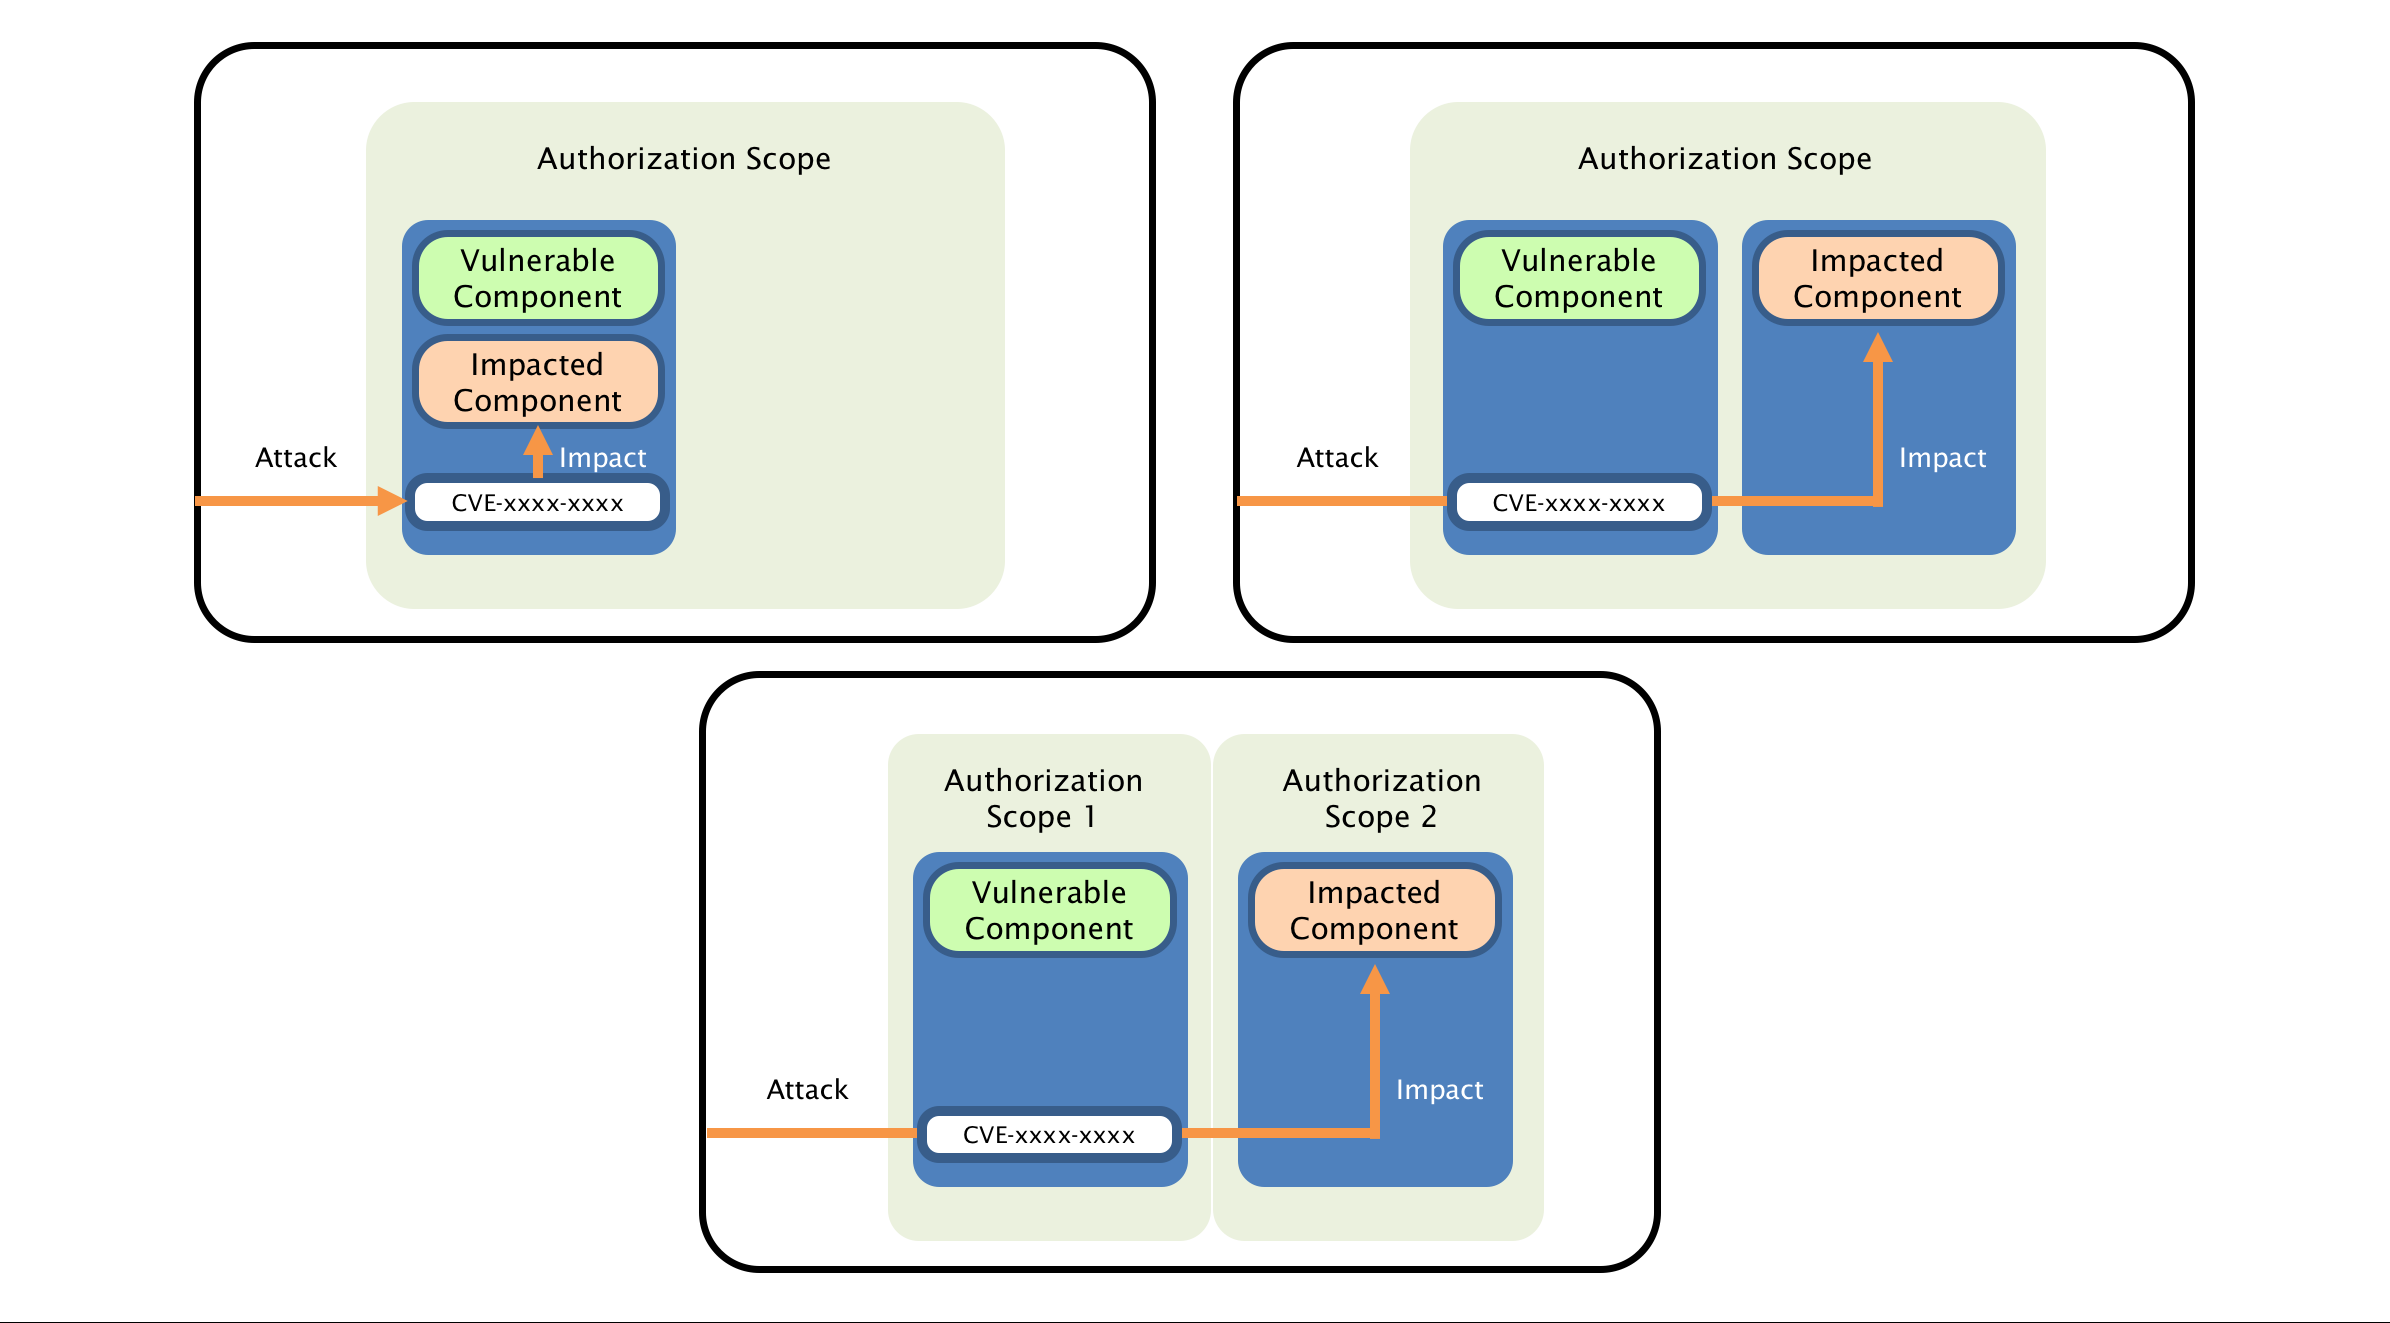 Authorization Scope
Vulnerable
Component
Impacted
Component
Attack
Impact
CVE-xxxx-xxxx
Authorization Scope
Vulnerable
Component
Impacted
Component
Attack
Impact
CVE-xxxx-xxxx
Authorization
Scope 1
Authorization
Scope 2
Vulnerable
Component
Impacted
Component
Attack
Impact
CVE-xxxx-xxxx